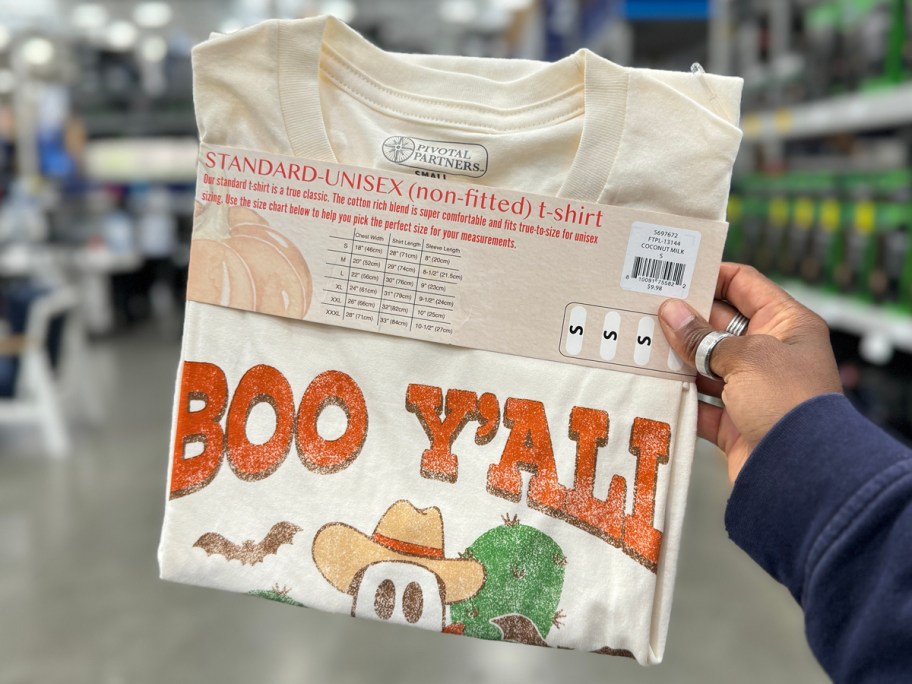 PIVOTAL
PARTNERS
SMALL
STANDARD-UNISEX (non-fitted) t-shirt
Our standard t-shirt is a true classic. The cotton rich blend is super comfortable and fits true-to-size for unisex
sizing. Use the size chart below to help you pick the perfect size for your measurements.
Chest Width Shirt Length Sleeve Length
S 18" (46cm) 28" (71cm) 8" (20cm)
M 20" (52cm) 29" (74cm) 8-1/2" (21.5cm)
L 22" (56cm) 30" (76cm) 9" (23cm)
XL 24" (61cm) 31" (79cm) 9-1/2" (24cm)
XXL 26" (66cm) 32"(82cm) 10" (25cm)
XXXL 28" (71cm) 33" (84cm) 10-1/2" (27cm)
5697672
FTPL-13144
COCONUT MILK
S
$9.98
S S S
BOO Y'ALL